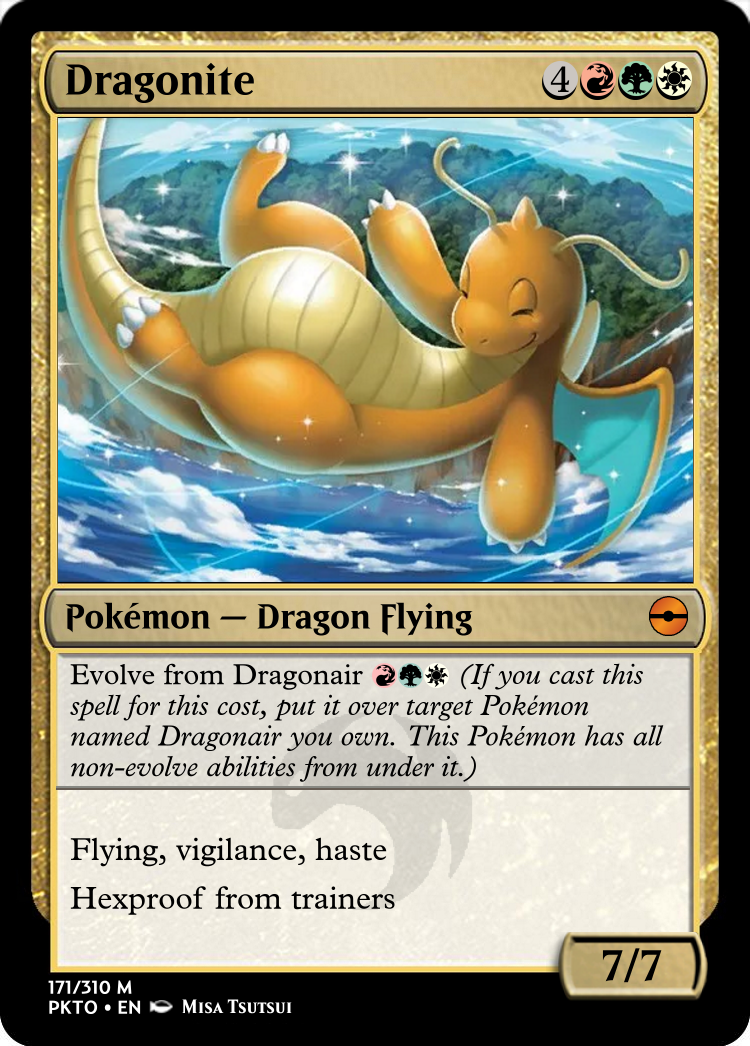 Dragonite 4
Pokémon — Dragon Flying
Evolve from Dragonair (If you cast this
spell for this cost, put it over target Pokémon
named Dragonair you own. This Pokémon has all
non-evolve abilities from under it.)
Flying, vigilance, haste
Hexproof from trainers
7/7
171/310 M
PKTO • EN Misa Tsutsui